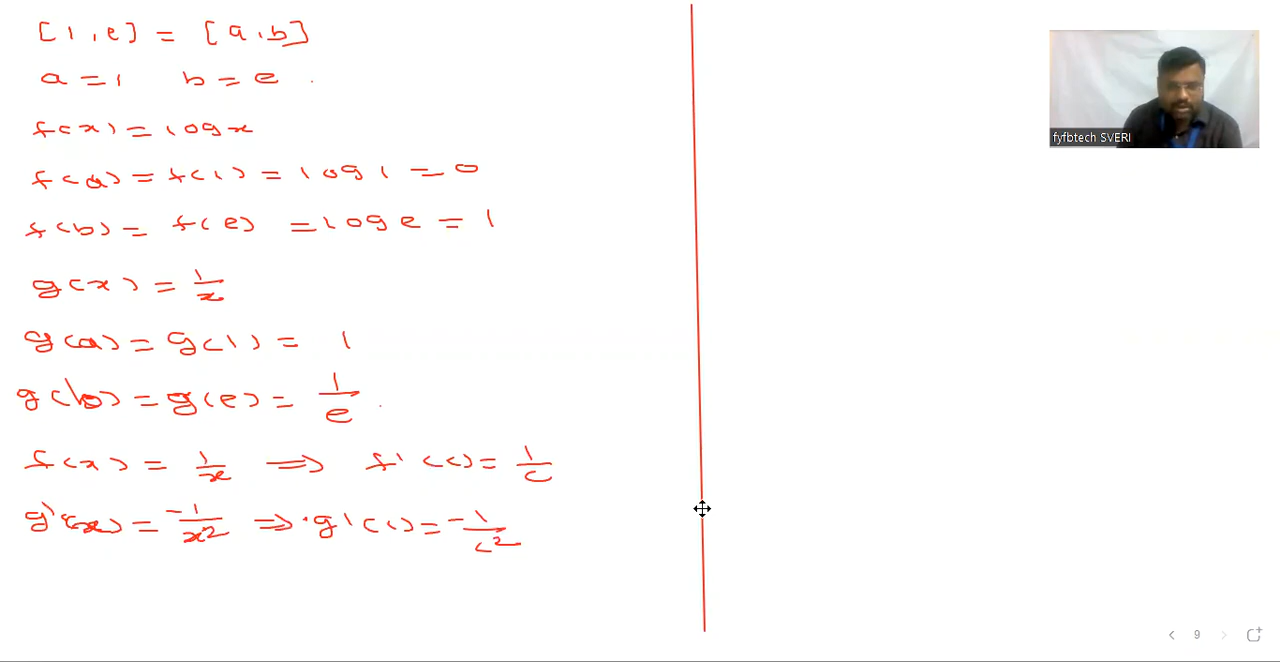 [1, e] = [a, b]
a = 1 b = e
f(x) = log x
f(a) = f(1) = log 1 = 0
f(b) = f(e) = log e = 1
g(x) = 1/x
g(a) = g(1) = 1
g(b) = g(e) = 1/e
f(x) = 1/x ⟹ f'(c) = 1/c
g'(x) = -1/x² ⟹ g'(c) = -1/c²
fyfbtech SVERI
9